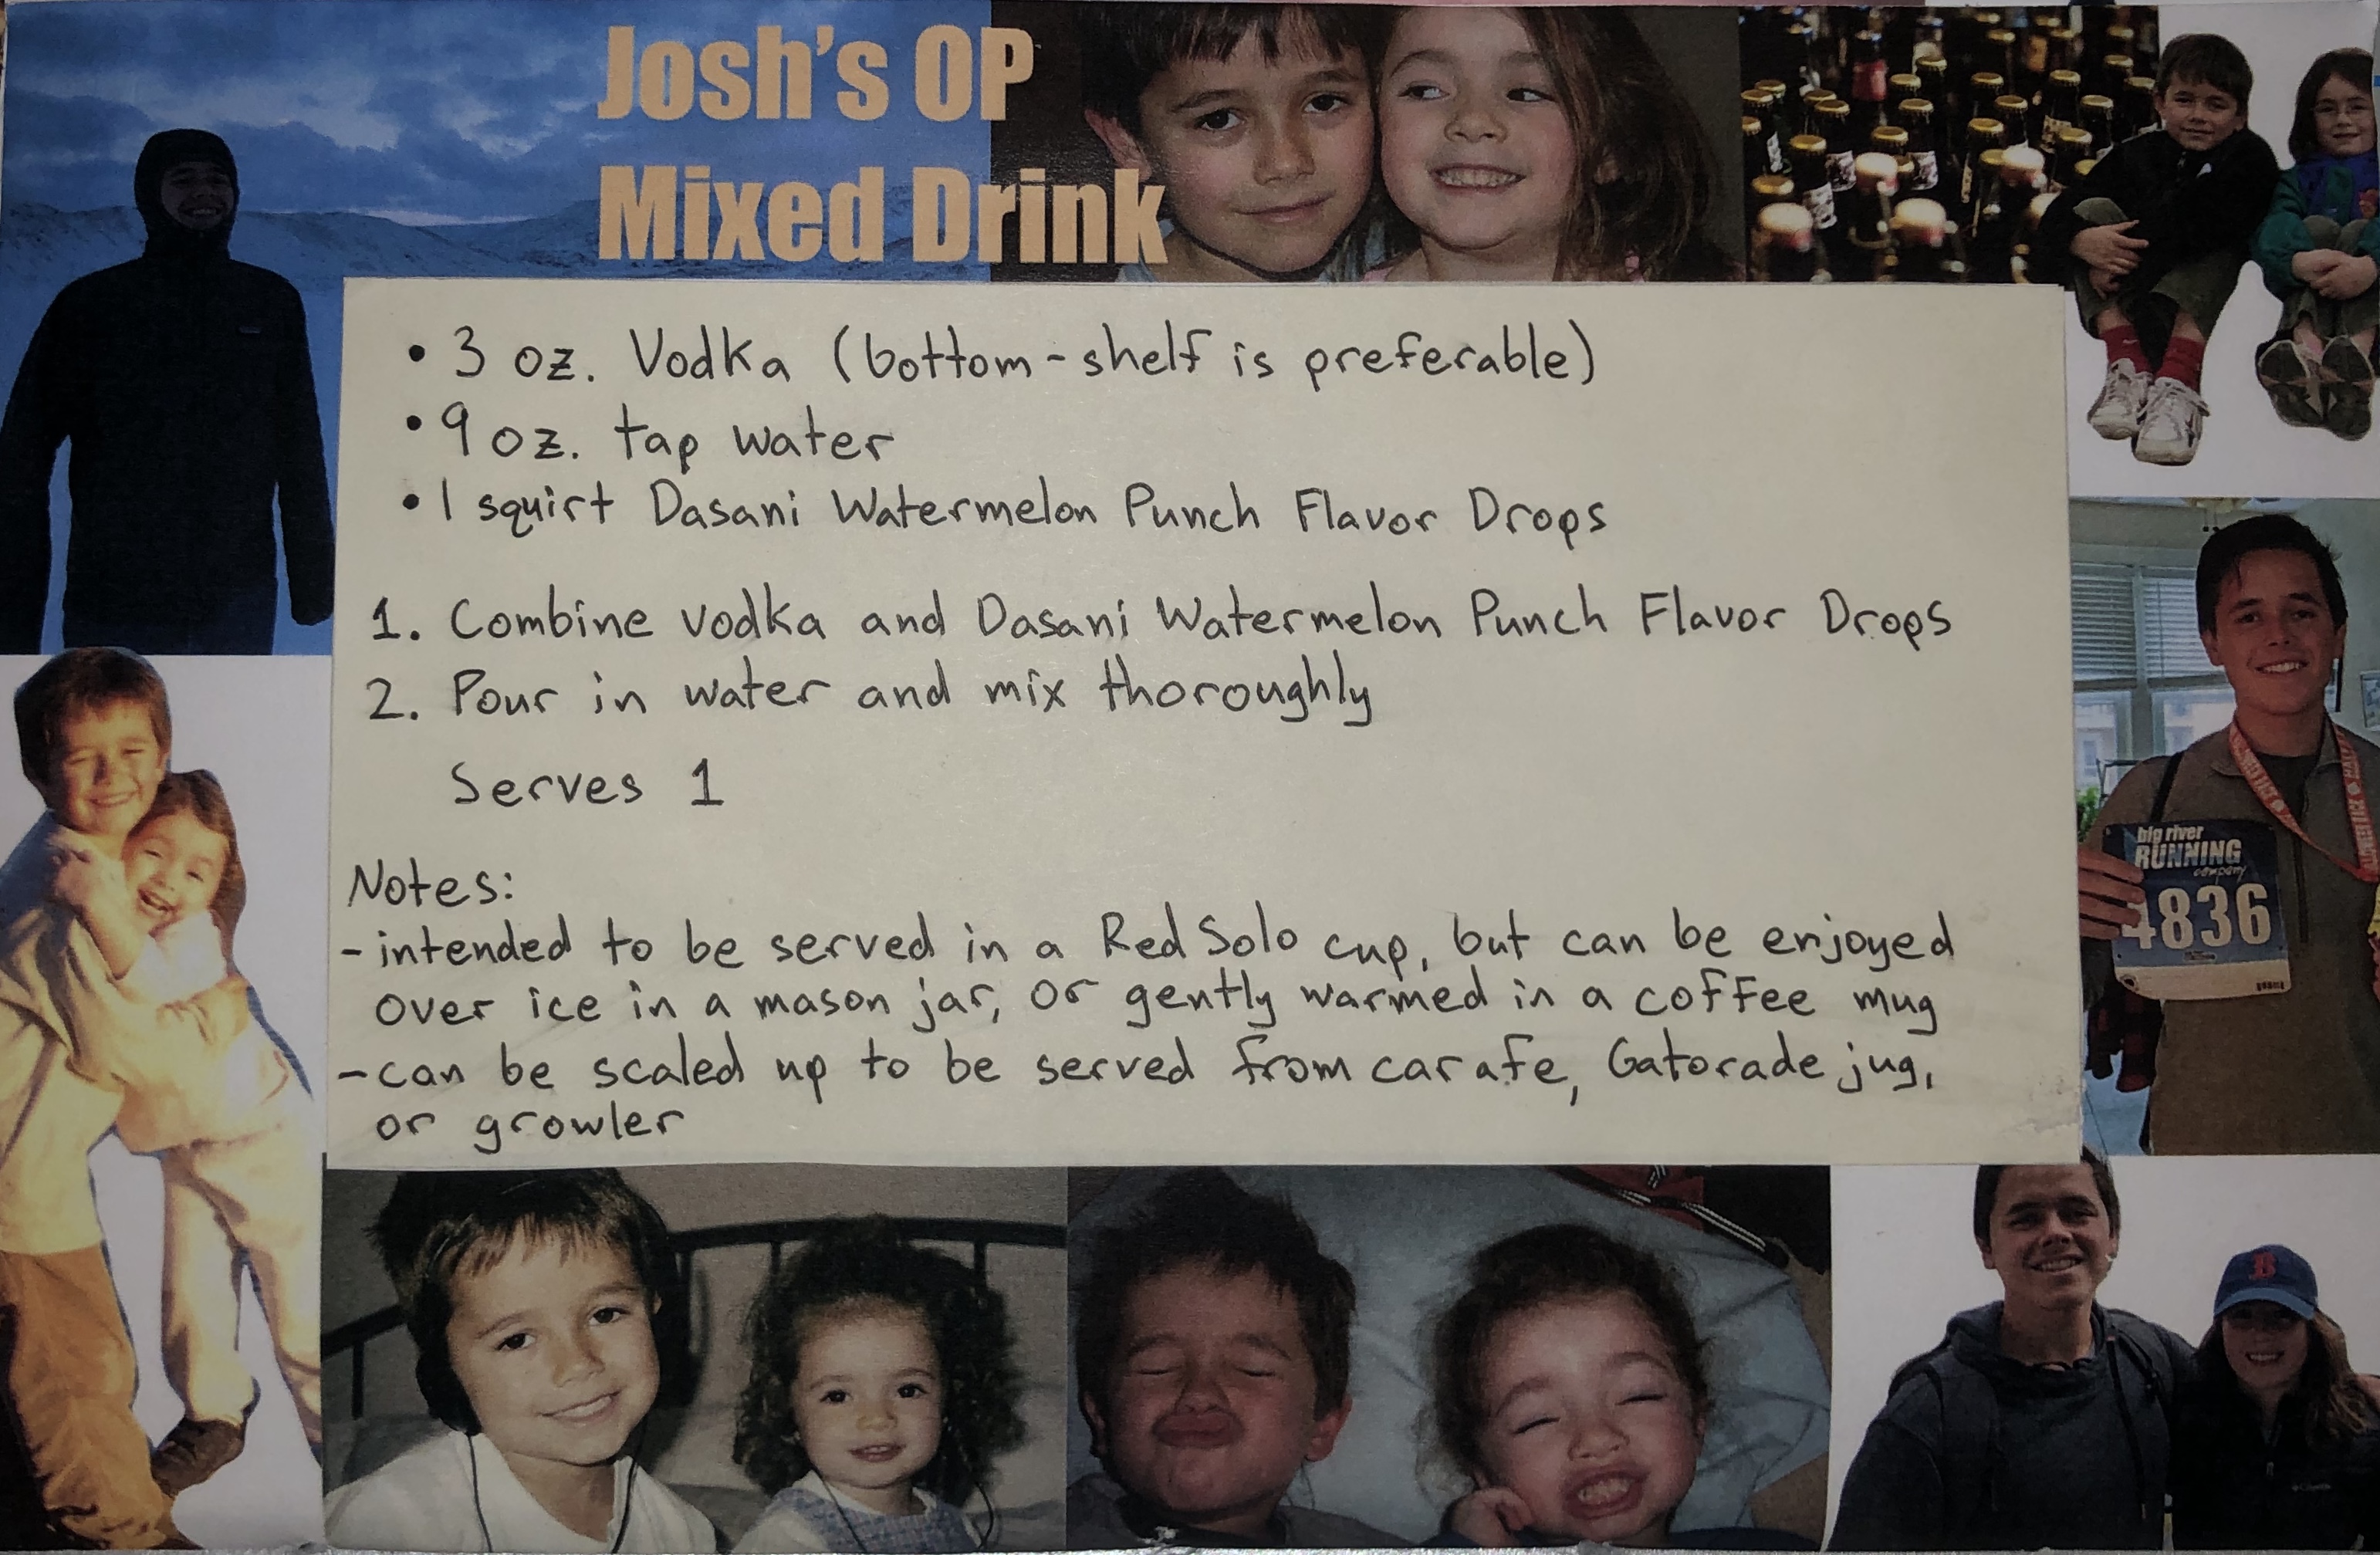 Josh's OP
Mixed Drink
• 3 oz. Vodka (bottom-shelf is preferable)
• 9 oz. tap water
• 1 squirt Dasani Watermelon Punch Flavor Drops
1. Combine vodka and Dasani Watermelon Punch Flavor Drops
2. Pour in water and mix thoroughly
Serves 1
Notes:
- intended to be served in a Red Solo cup, but can be enjoyed
over ice in a mason jar, or gently warmed in a coffee mug
- can be scaled up to be served from carafe, Gatorade jug,
or growler
big river
RUNNING
company
4836
B